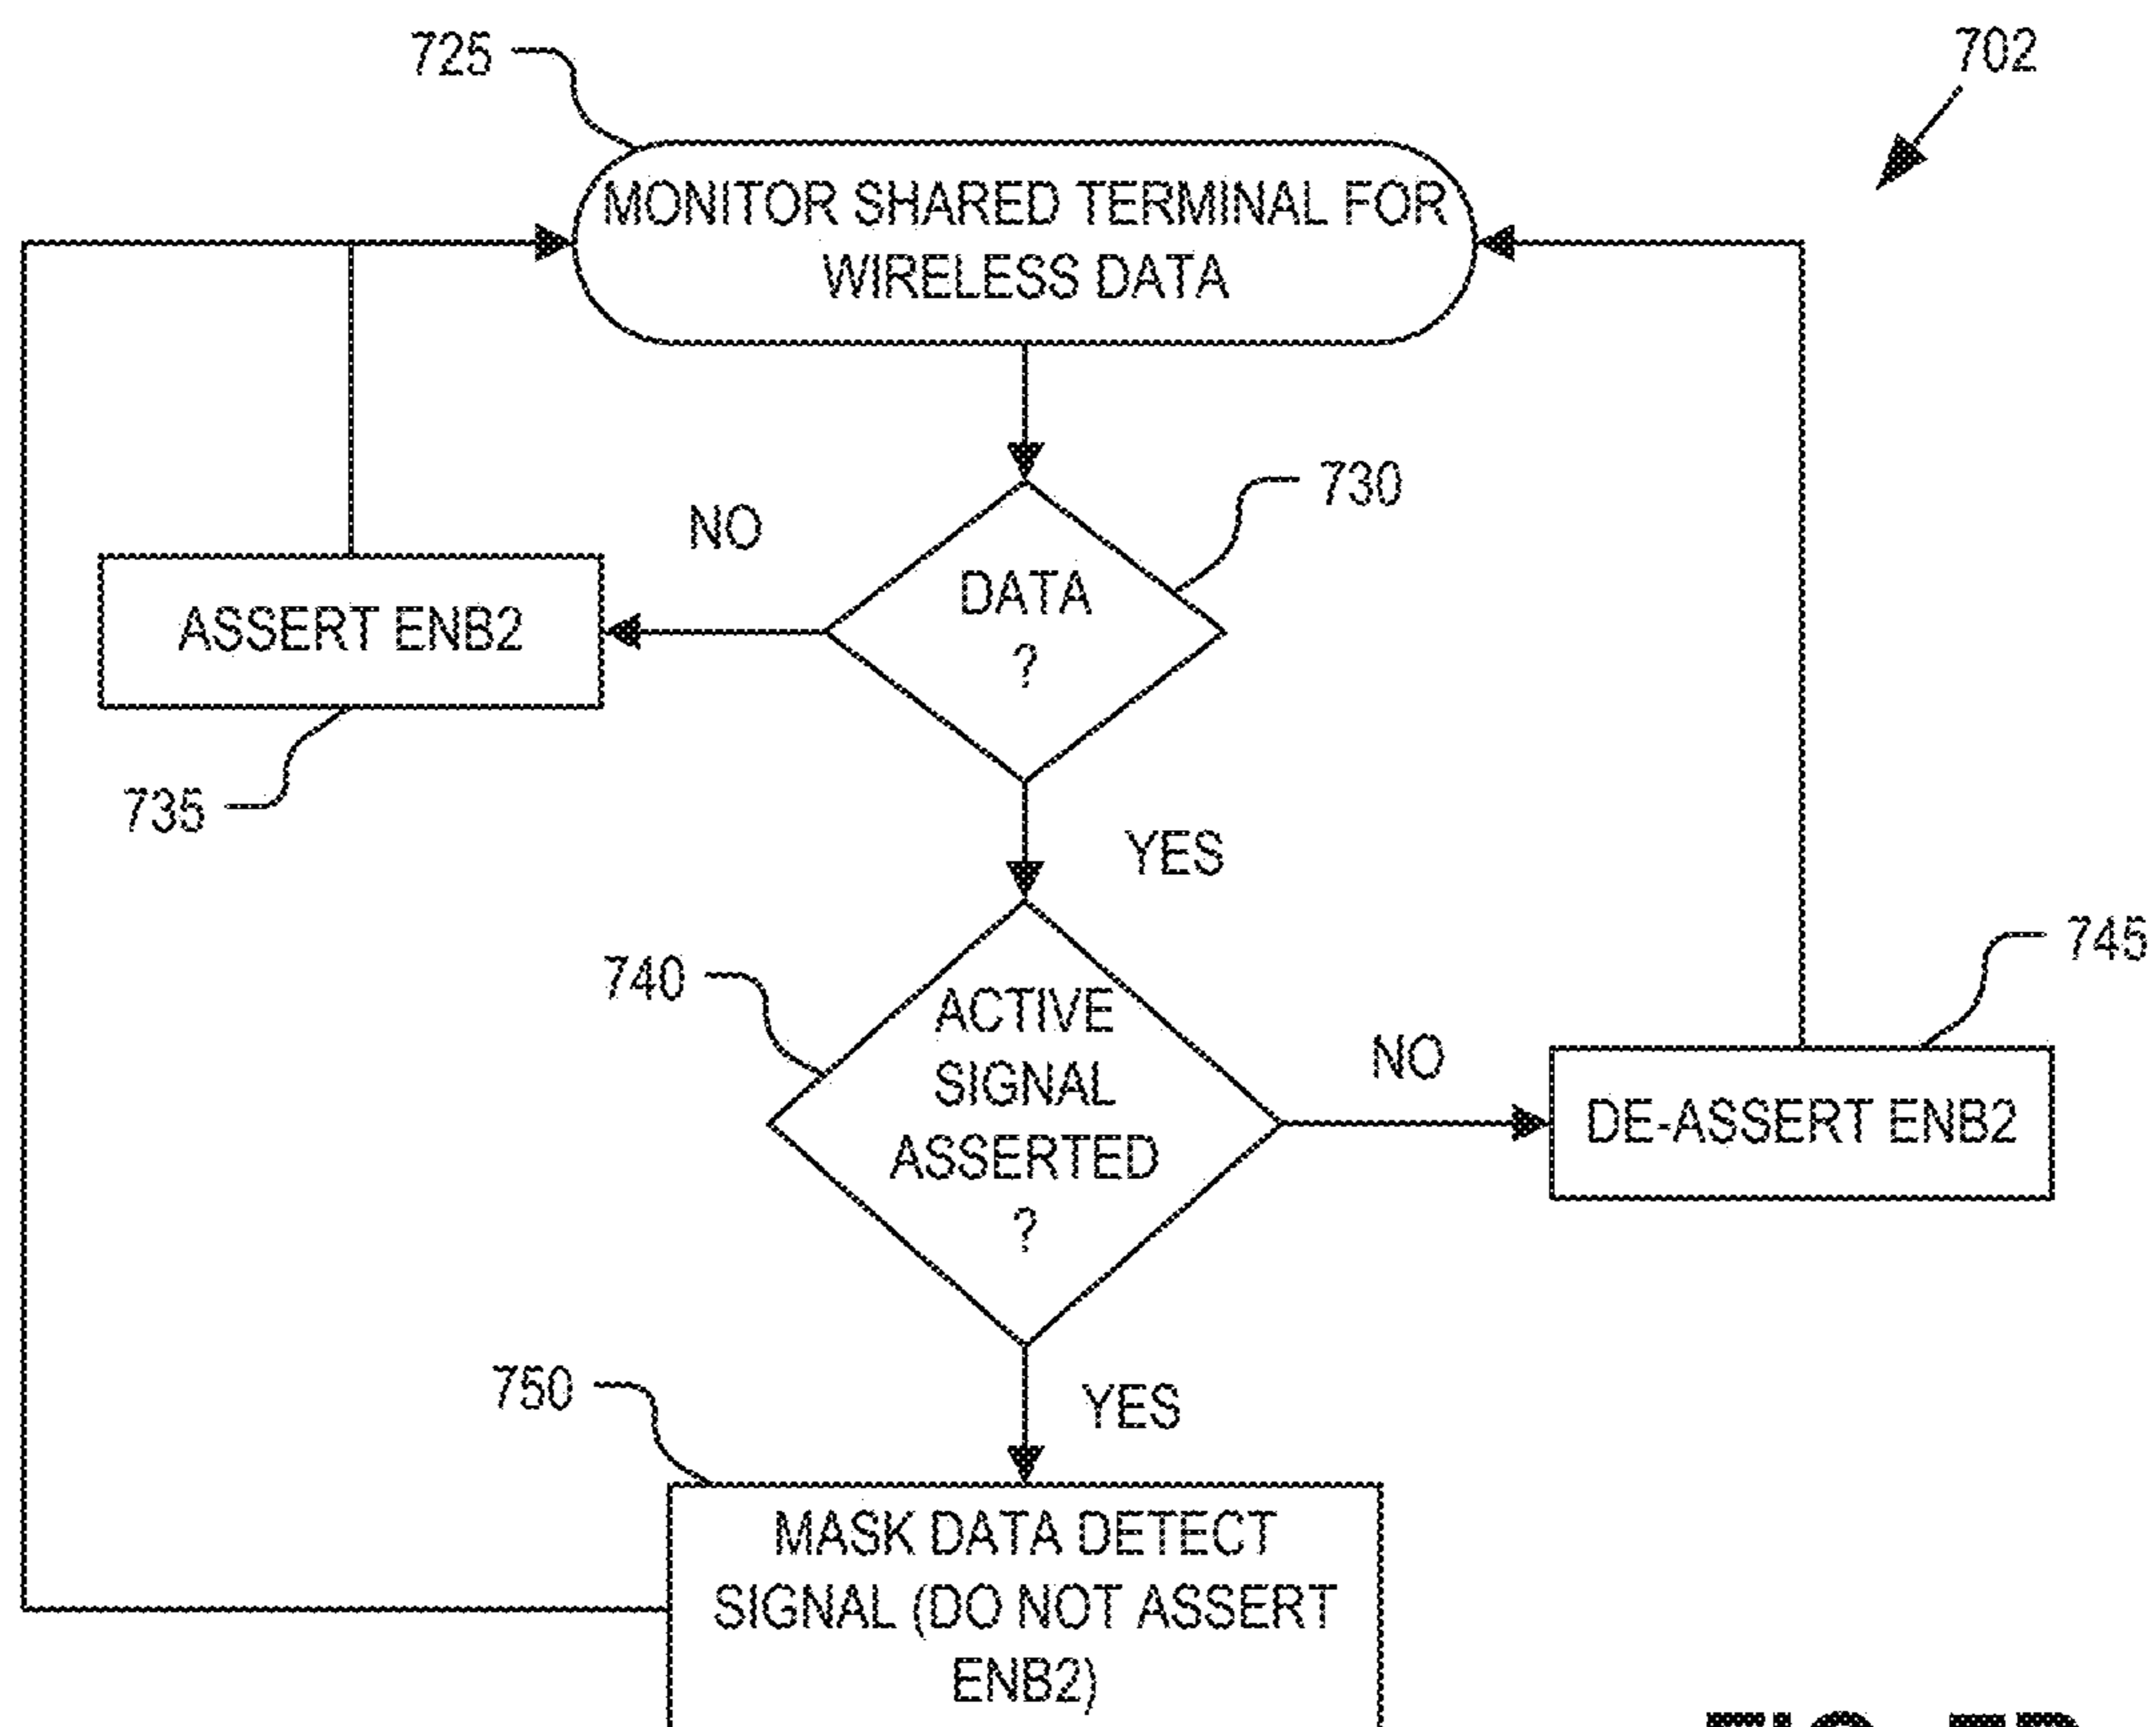 725
702
MONITOR SHARED TERMINAL FOR
WIRELESS DATA
730
NO
DATA
?
ASSERT ENB2
735
YES
745
740
ACTIVE
SIGNAL
ASSERTED
?
NO
DE-ASSERT ENB2
750
YES
MASK DATA DETECT
SIGNAL (DO NOT ASSERT
ENB2)